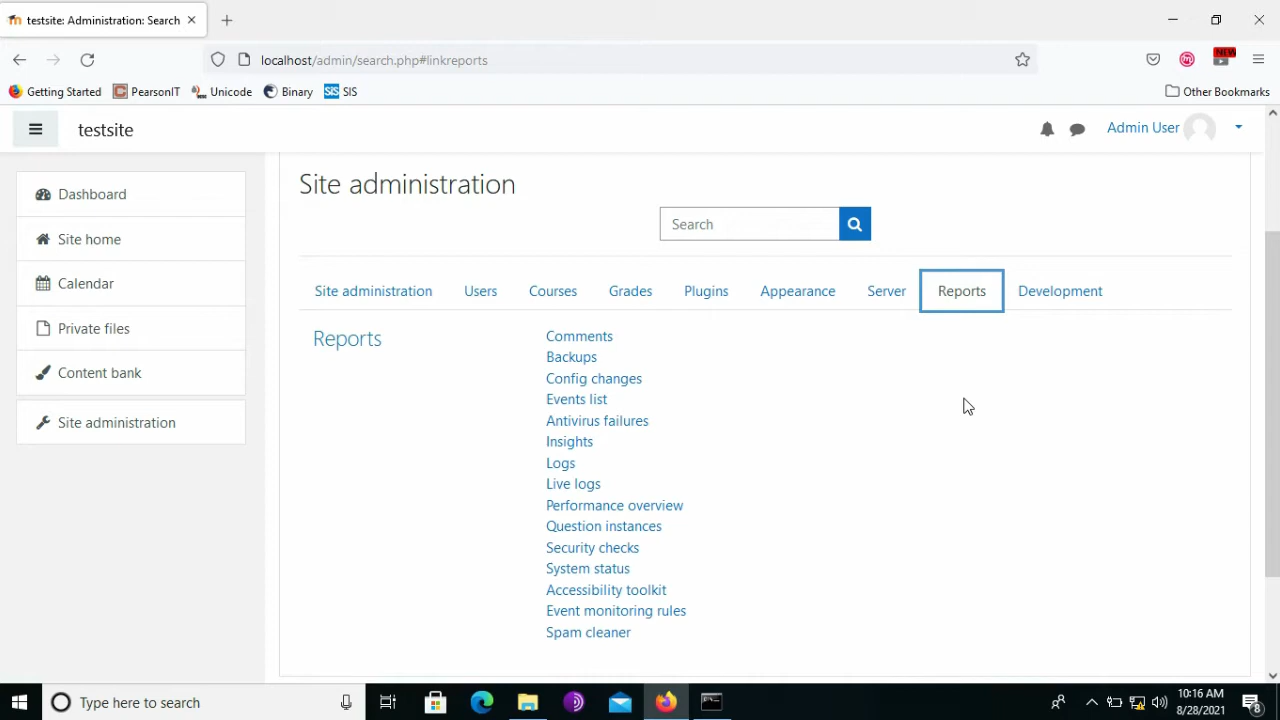 testsite: Administration: Search
localhost/admin/search.php#linkreports
NEW
Getting Started
PearsonIT
Unicode
Binary
SIS SIS
Other Bookmarks
testsite
Admin User
Dashboard
Site home
Calendar
Private files
Content bank
Site administration
Site administration
Search
Site administration
Users
Courses
Grades
Plugins
Appearance
Server
Reports
Development
Reports
Comments
Backups
Config changes
Events list
Antivirus failures
Insights
Logs
Live logs
Performance overview
Question instances
Security checks
System status
Accessibility toolkit
Event monitoring rules
Spam cleaner
Type here to search
10:16 AM
8/28/2021
8